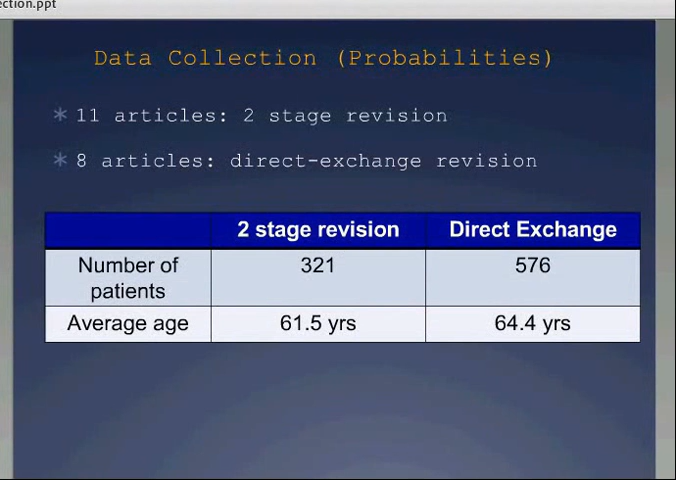 ction.ppt
Data Collection (Probabilities)
* 11 articles: 2 stage revision
* 8 articles: direct-exchange revision
2 stage revision Direct Exchange
Number of patients 321 576
Average age 61.5 yrs 64.4 yrs